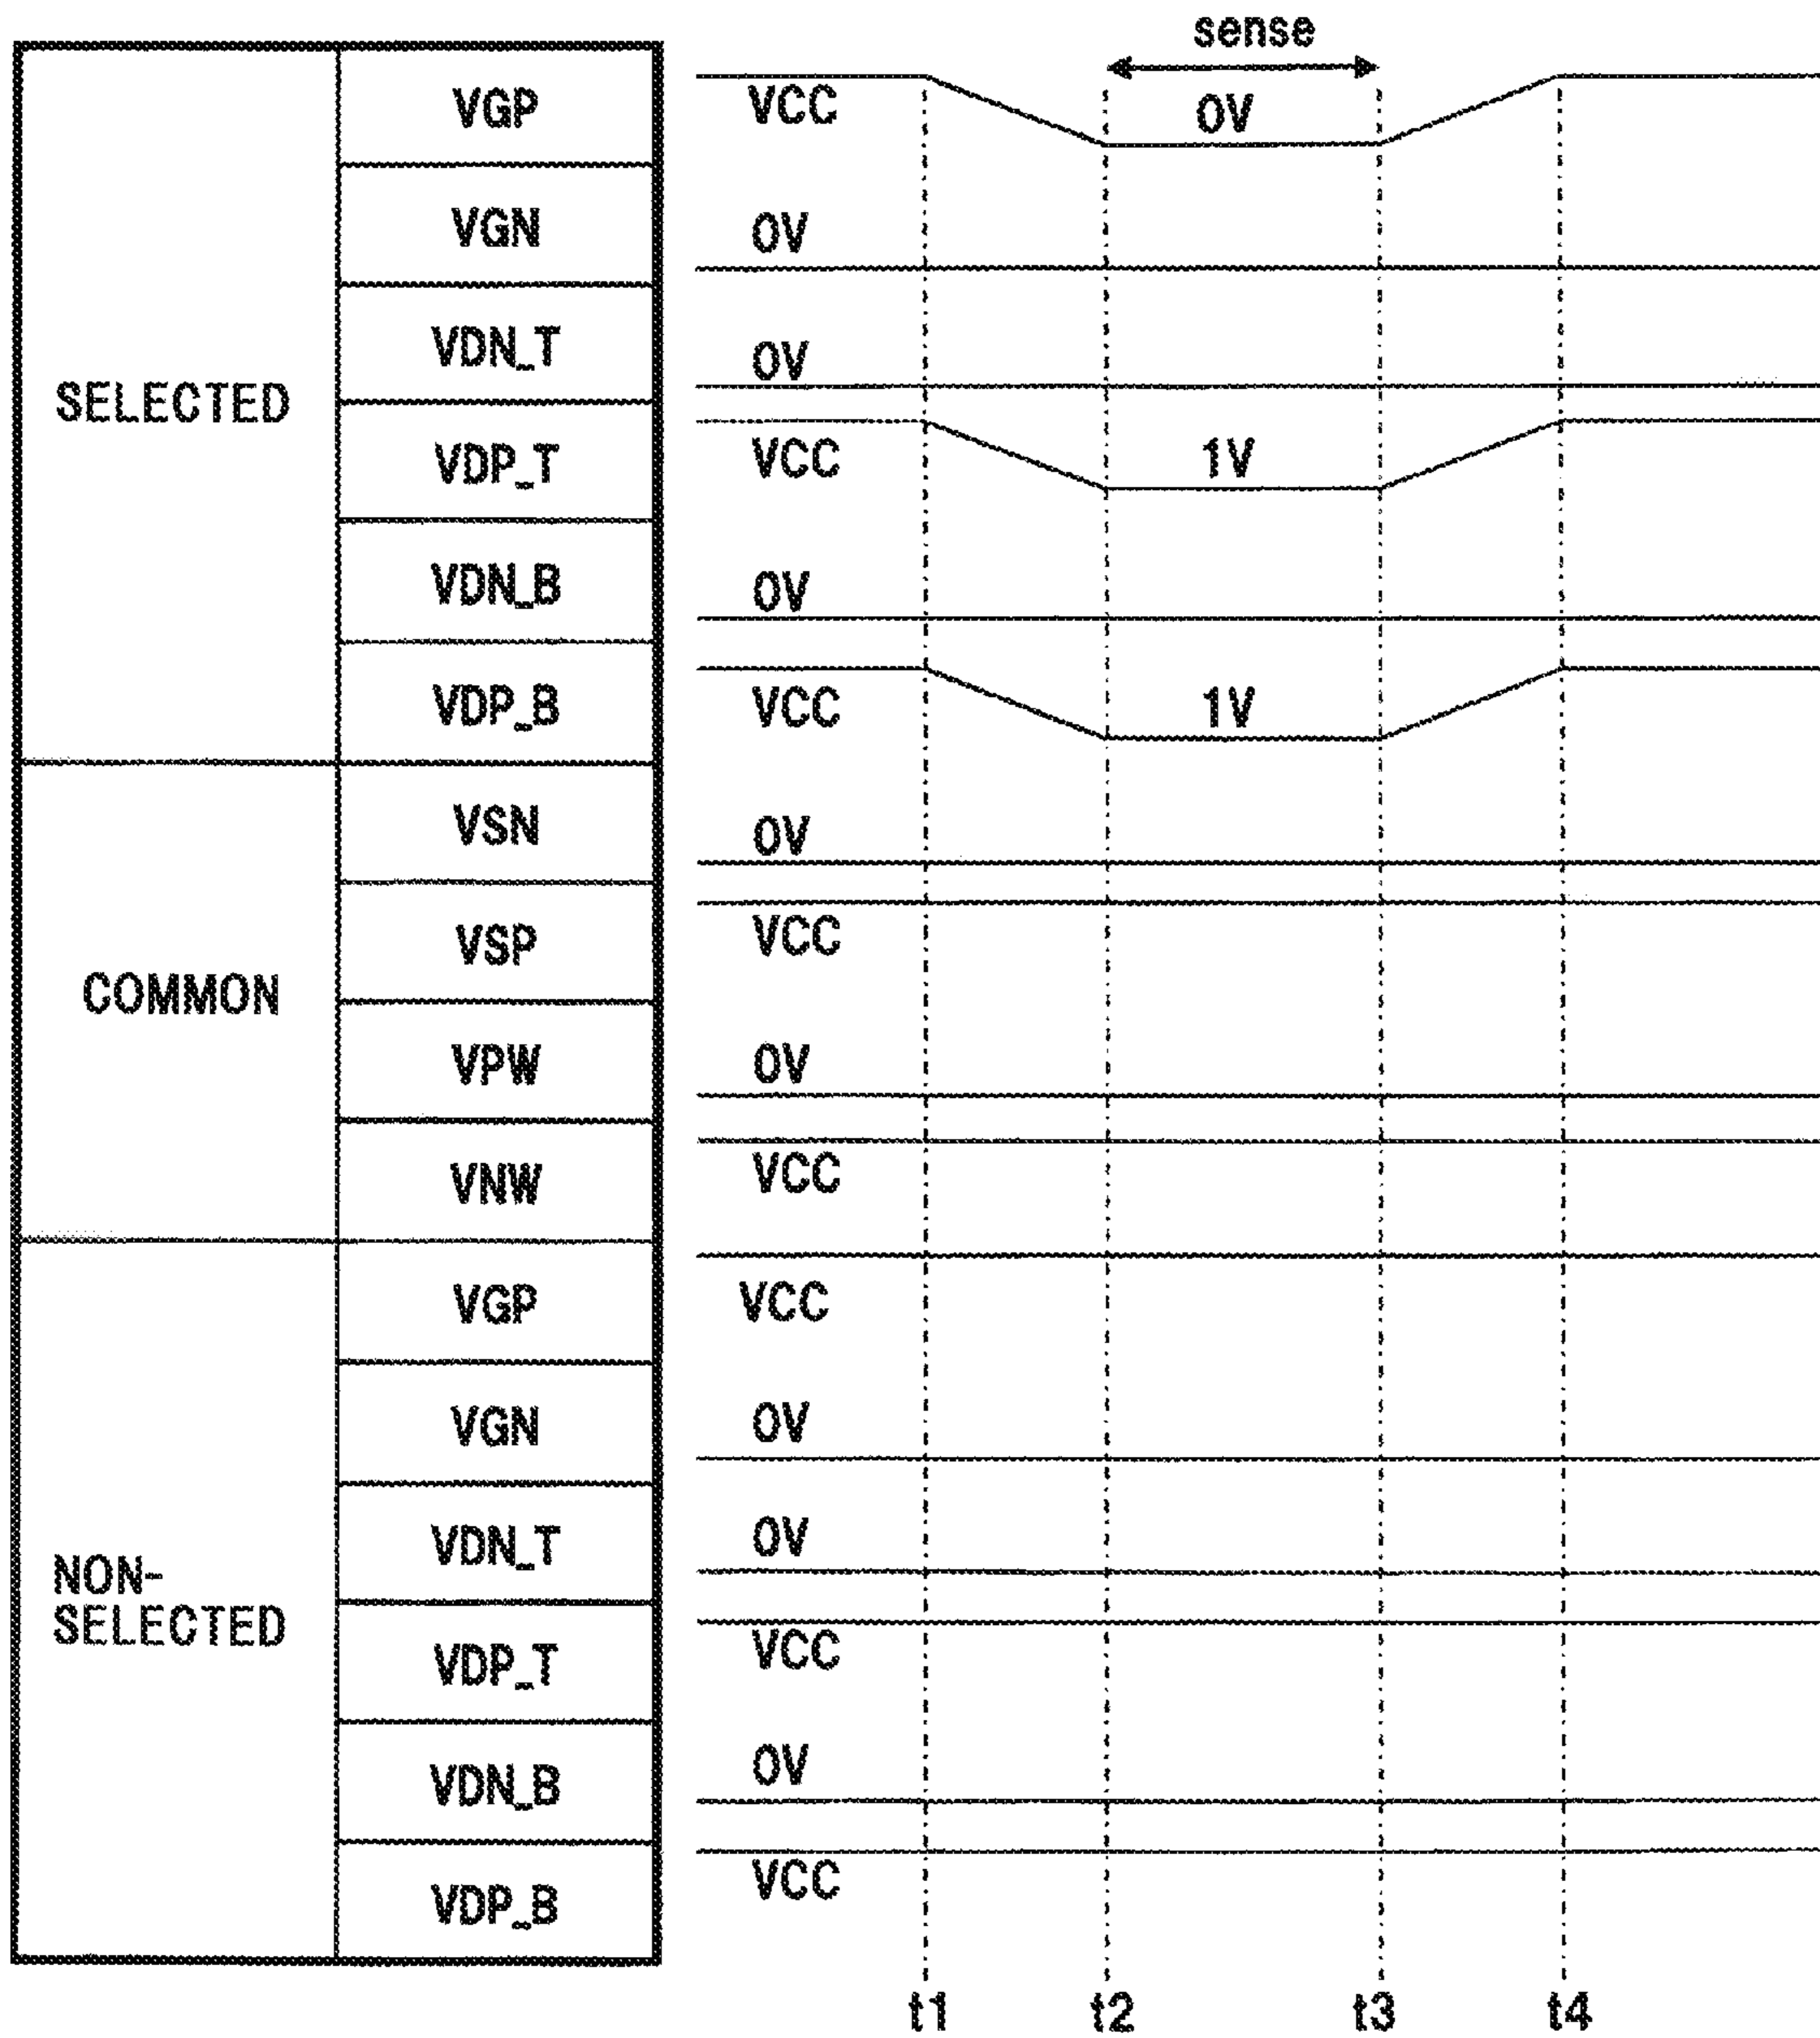 sense
SELECTED
VGP VCC 0V
VGN 0V
VDN_T 0V
VDP_T VCC 1V
VDN_B 0V
VDP_B VCC 1V
COMMON
VSN 0V
VSP VCC
VPW 0V
VNW VCC
NON-
SELECTED
VGP VCC
VGN 0V
VDN_T 0V
VDP_T VCC
VDN_B 0V
VDP_B VCC
t1 t2 t3 t4